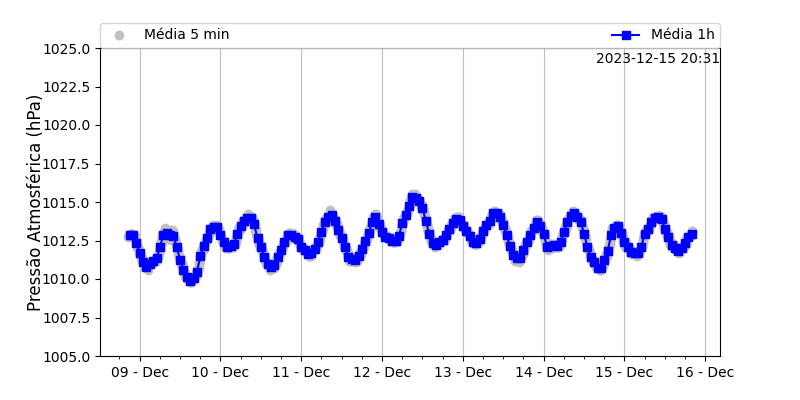 Média 5 min
Média 1h
2023-12-15 20:31
Pressão Atmosférica (hPa)
1025.0
1022.5
1020.0
1017.5
1015.0
1012.5
1010.0
1007.5
1005.0
09 - Dec
10 - Dec
11 - Dec
12 - Dec
13 - Dec
14 - Dec
15 - Dec
16 - Dec